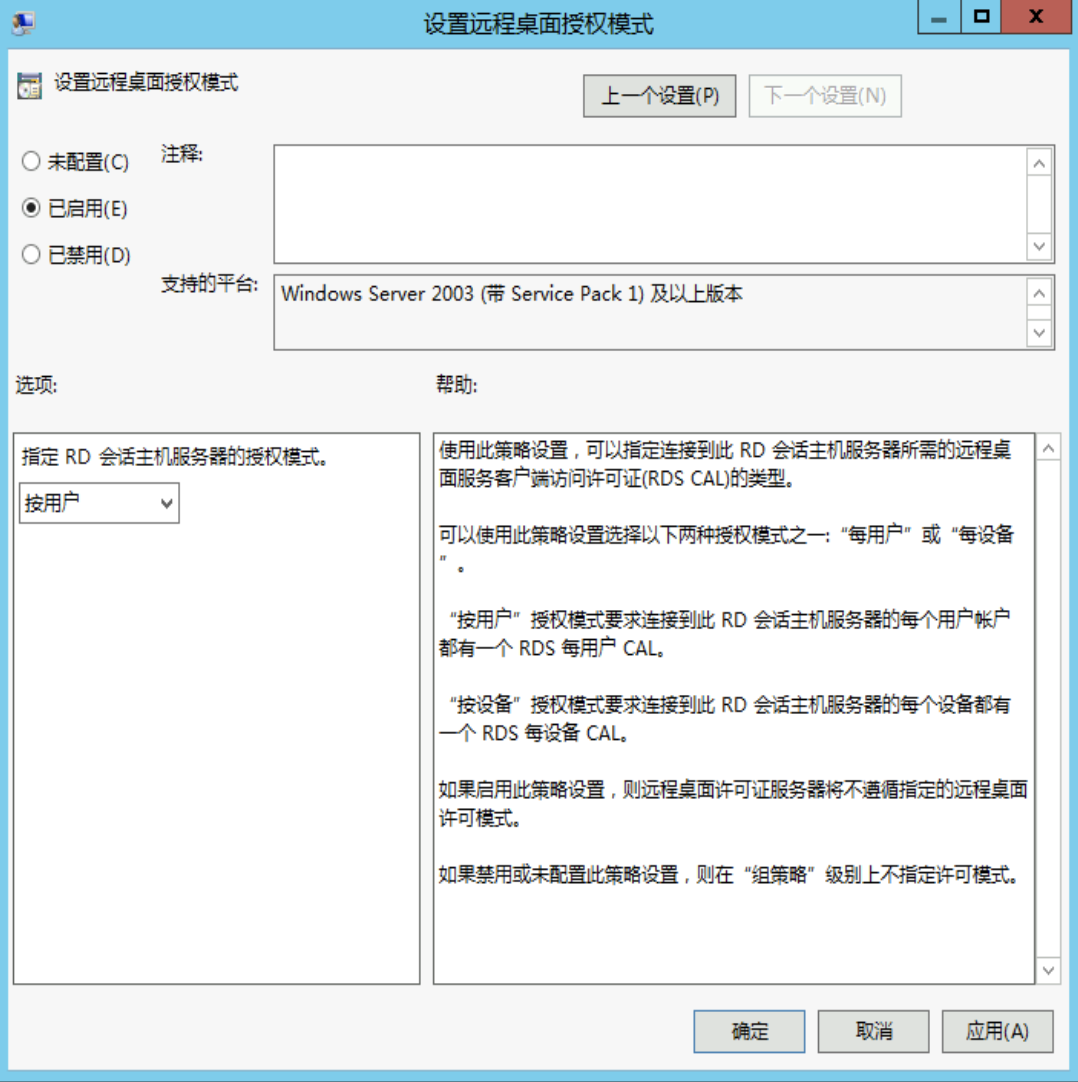 设置远程桌面授权模式
设置远程桌面授权模式
上一个设置(P)
下一个设置(N)
未配置(C)
已启用(E)
已禁用(D)
注释:
支持的平台:
Windows Server 2003 (带 Service Pack 1) 及以上版本
选项:
帮助:
指定 RD 会话主机服务器的授权模式。
按用户
使用此策略设置，可以指定连接到此 RD 会话主机服务器所需的远程桌
面服务客户端访问许可证(RDS CAL)的类型。
可以使用此策略设置选择以下两种授权模式之一:“每用户”或“每设备
”。
“按用户”授权模式要求连接到此 RD 会话主机服务器的每个用户帐户
都有一个 RDS 每用户 CAL。
“按设备”授权模式要求连接到此 RD 会话主机服务器的每个设备都有
一个 RDS 每设备 CAL。
如果启用此策略设置，则远程桌面许可证服务器将不遵循指定的远程桌面
许可模式。
如果禁用或未配置此策略设置，则在“组策略”级别上不指定许可模式。
确定
取消
应用(A)